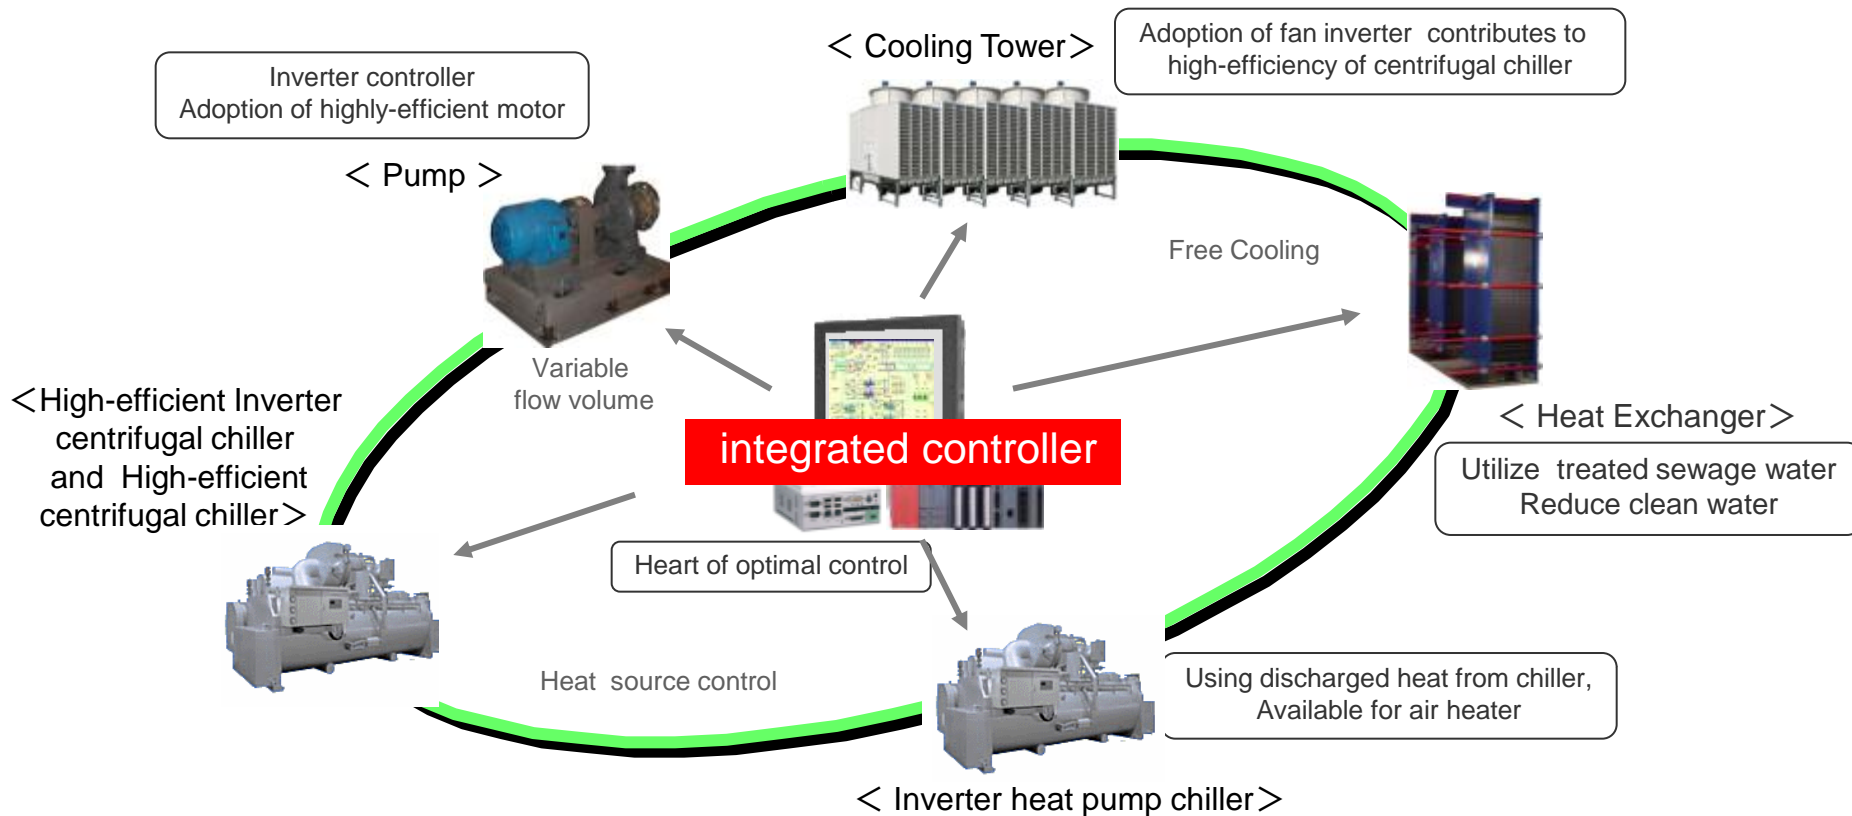 < Cooling Tower>
Adoption of fan inverter contributes to
high-efficiency of centrifugal chiller
Inverter controller
Adoption of highly-efficient motor
< Pump >
Free Cooling
Variable
flow volume
<High-efficient Inverter
centrifugal chiller
and High-efficient
centrifugal chiller>
integrated controller
< Heat Exchanger>
Utilize treated sewage water
Reduce clean water
Heart of optimal control
Heat source control
Using discharged heat from chiller,
Available for air heater
< Inverter heat pump chiller>